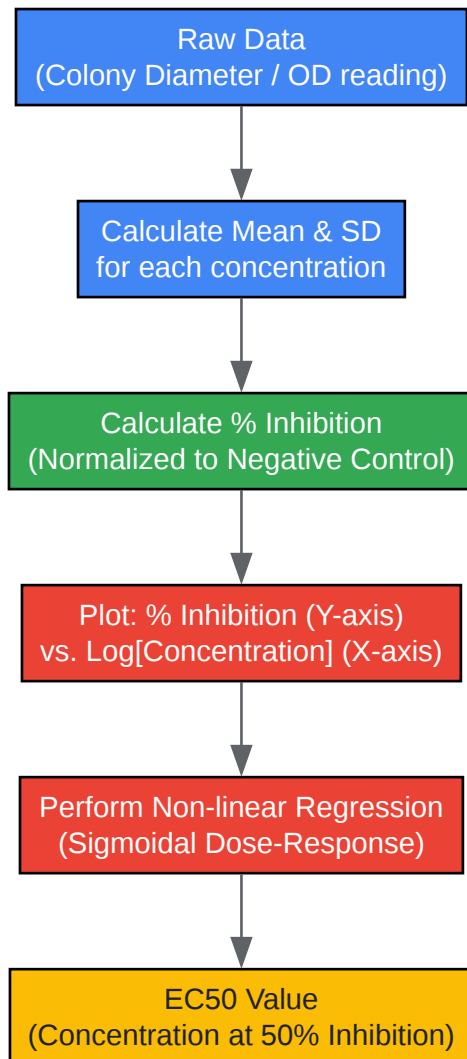 Raw Data
(Colony Diameter / OD reading)
Calculate Mean & SD
for each concentration
Calculate % Inhibition
(Normalized to Negative Control)
Plot: % Inhibition (Y-axis)
vs. Log[Concentration] (X-axis)
Perform Non-linear Regression
(Sigmoidal Dose-Response)
EC50 Value
(Concentration at 50% Inhibition)